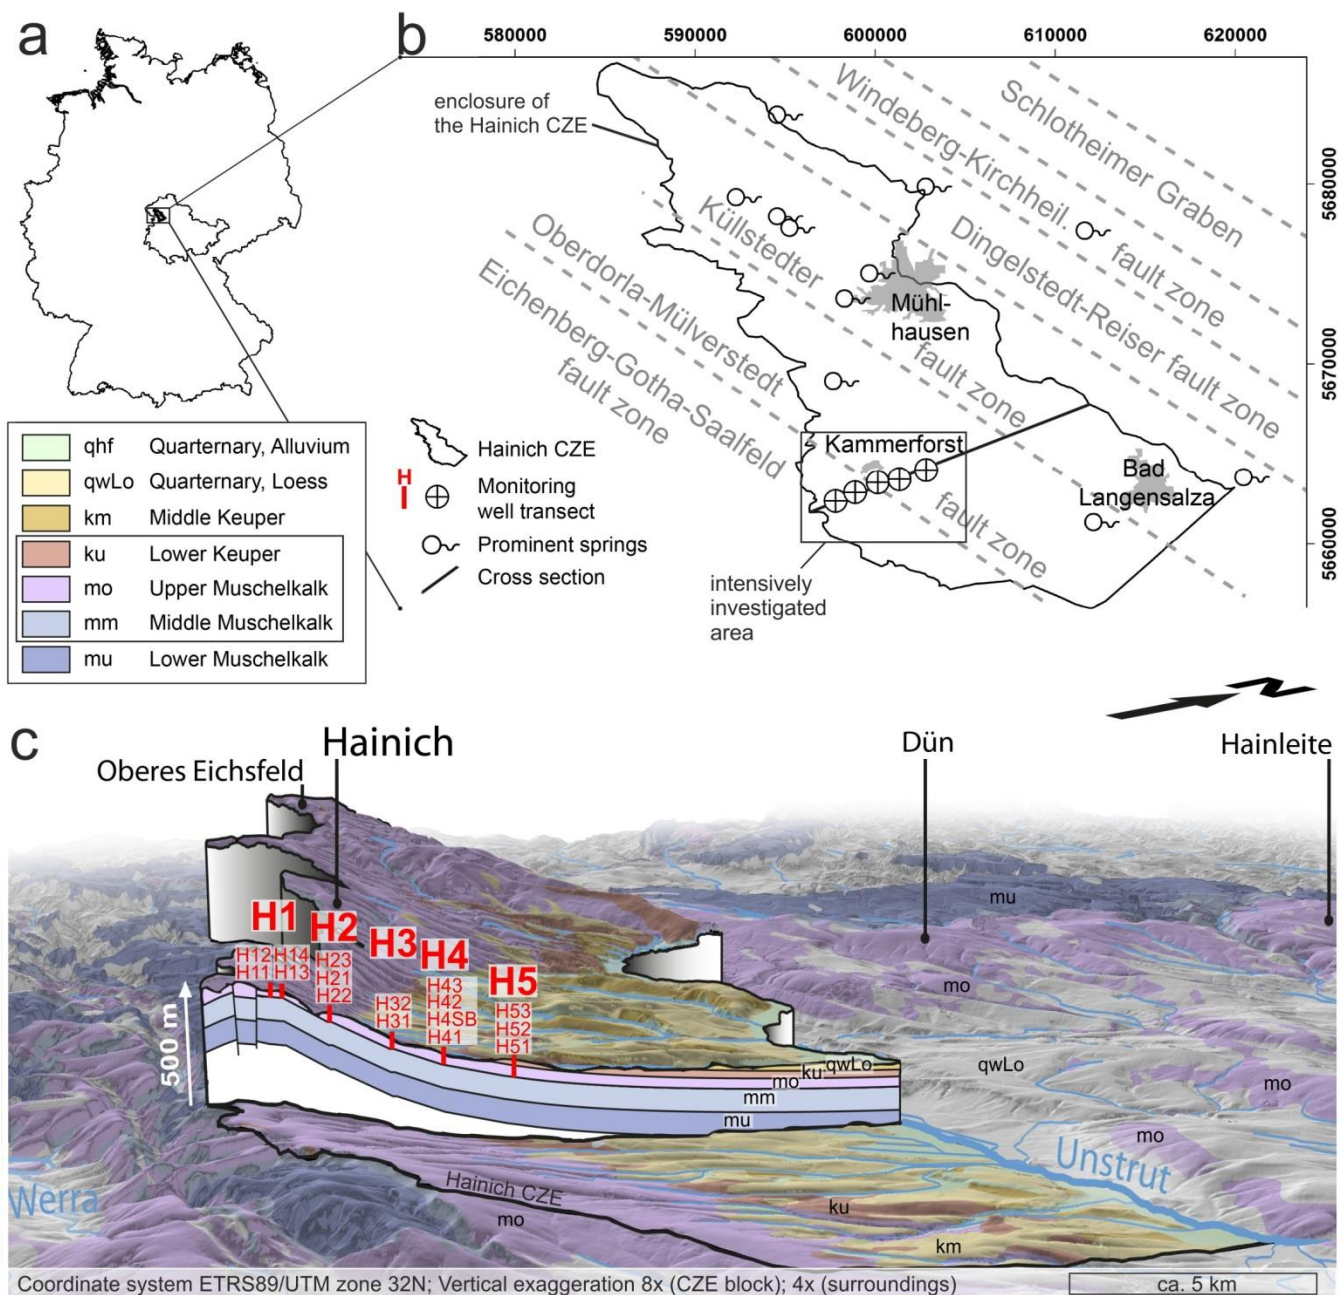 a
b
580000
590000
600000
610000
620000
enclosure of
the Hainich CZE
Schlotheimer Graben
Windeberg-Kirchheil. fault zone
Dingelstedt-Reiser fault zone
Küllstedter fault zone
Oberdorla-Mülverstedt fault zone
Eichenberg-Gotha-Saalfeld
fault zone
5680000
5670000
5660000
Mühl-
hausen
Kammerforst
Bad
Langensalza
intensively
investigated
area
qhf Quarternary, Alluvium
qwLo Quarternary, Loess
km Middle Keuper
ku Lower Keuper
mo Upper Muschelkalk
mm Middle Muschelkalk
mu Lower Muschelkalk
Hainich CZE
H
Monitoring
well transect
Prominent springs
Cross section
N
c
Oberes Eichsfeld
Hainich
Dün
Hainleite
H1
H2
H3
H4
H5
H12 H14
H11 H13
H23
H21
H22
H32
H31
H43
H42
H4SB
H41
H53
H52
H51
500 m
mu
mo
qwLo
ku
mo
mm
mu
qwLo
mo
mo
Unstrut
Werra
Hainich CZE
mo
ku
km
Coordinate system ETRS89/UTM zone 32N; Vertical exaggeration 8x (CZE block); 4x (surroundings)
ca. 5 km